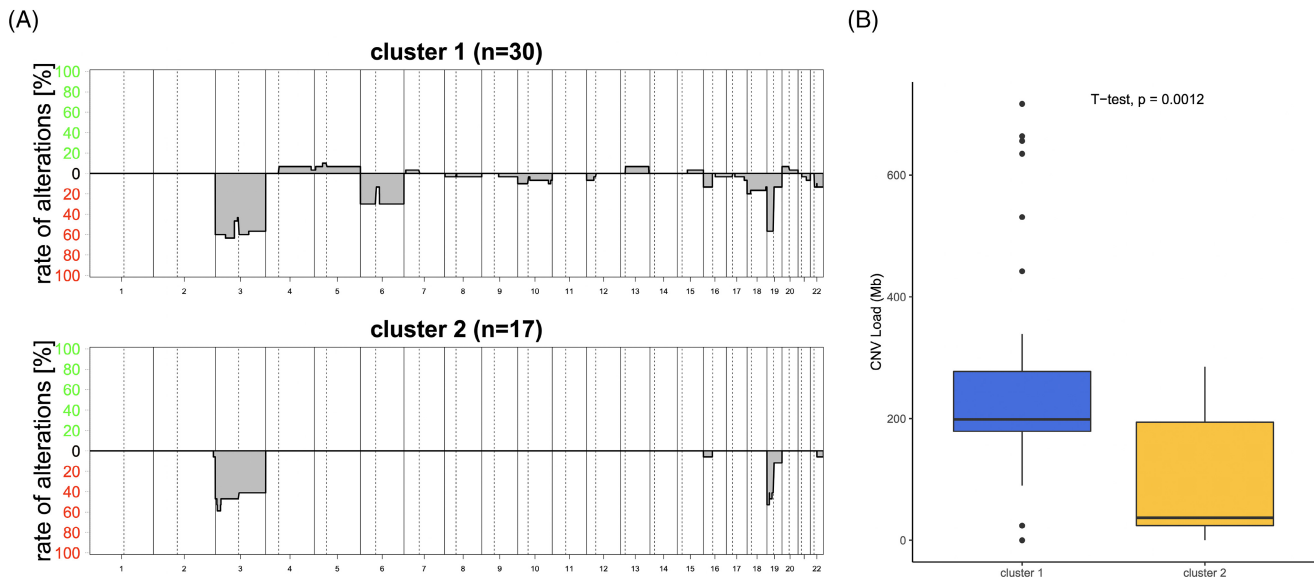 (A)
cluster 1 (n=30)
rate of alterations [%]
100
80
60
40
20
0
20
40
60
80
100
1 2 3 4 5 6 7 8 9 10 11 12 13 14 15 16 17 18 19 20 22
cluster 2 (n=17)
rate of alterations [%]
100
80
60
40
20
0
20
40
60
80
100
1 2 3 4 5 6 7 8 9 10 11 12 13 14 15 16 17 18 19 20 22
(B)
T-test, p = 0.0012
CNV Load (Mb)
600
400
200
0
cluster 1 cluster 2